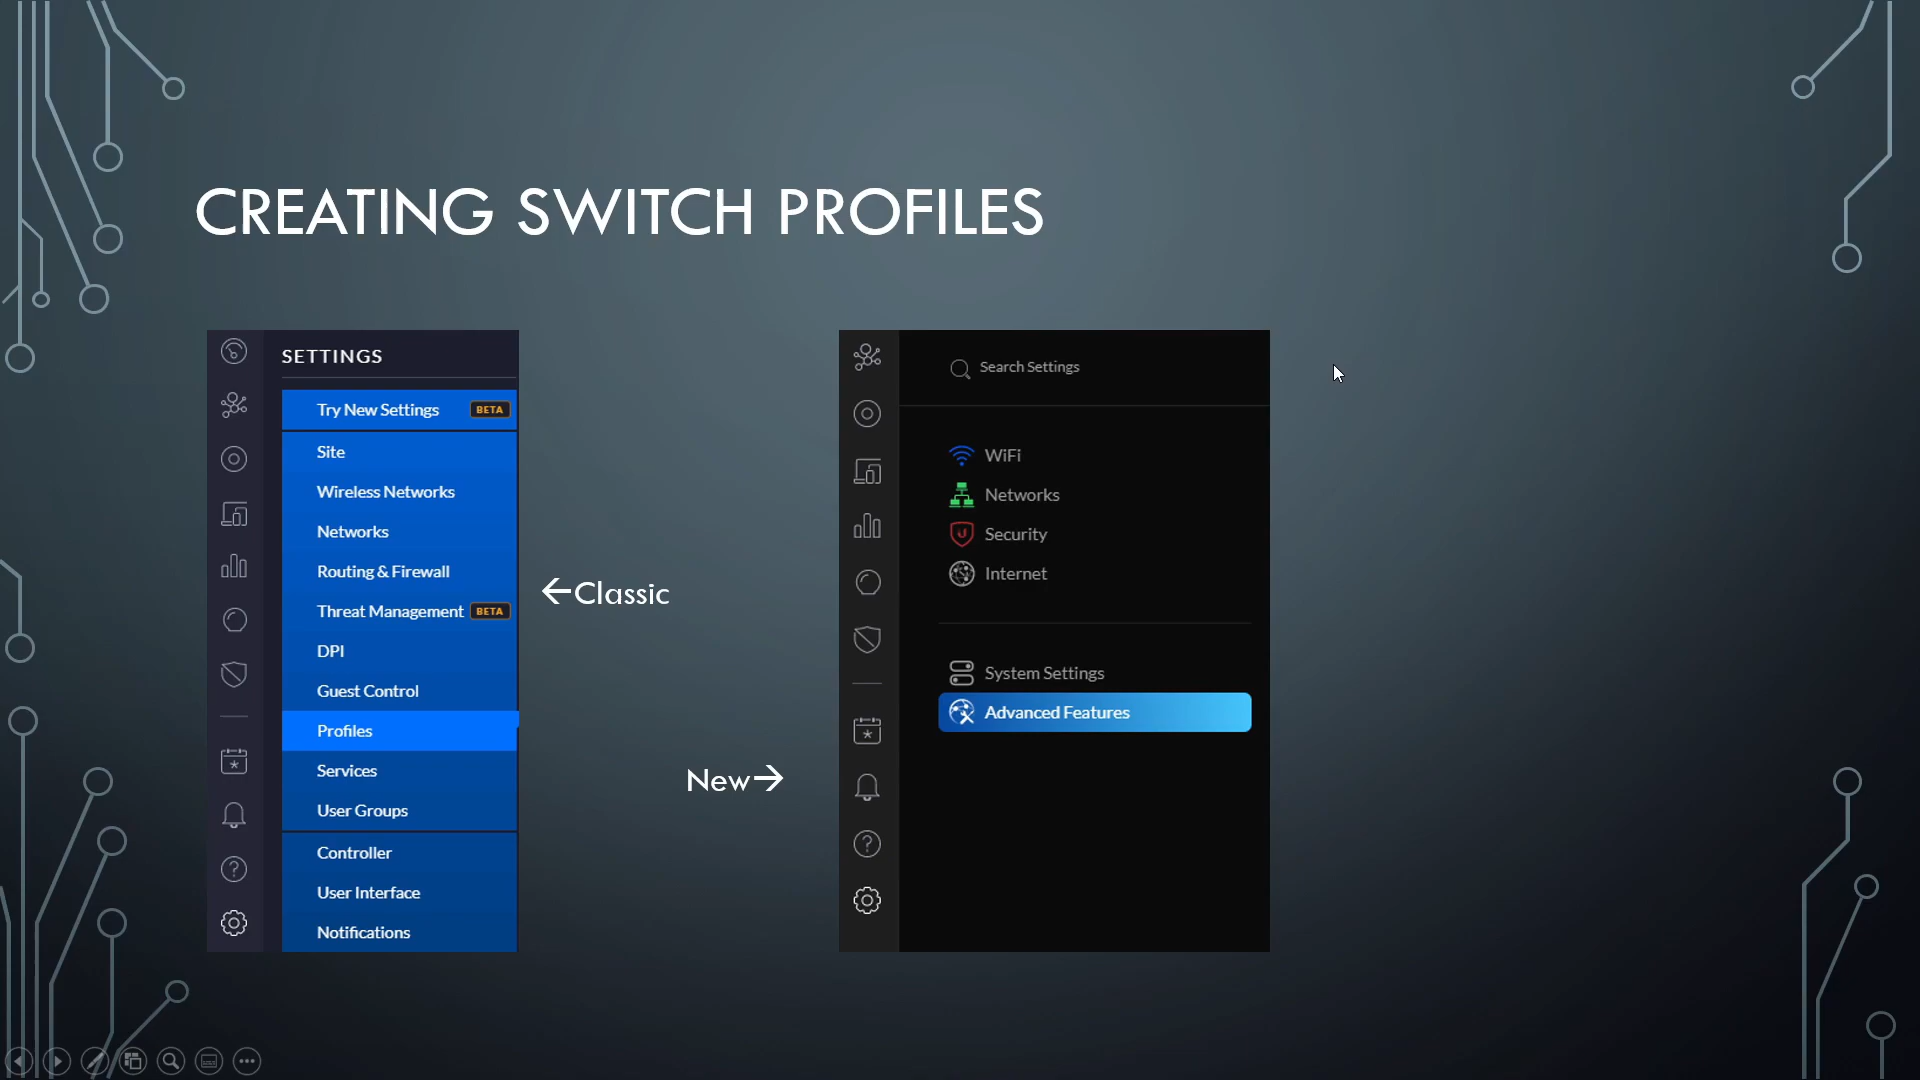 CREATING SWITCH PROFILES
SETTINGS
Try New Settings BETA
Site
Wireless Networks
Networks
Routing & Firewall
Threat Management BETA
DPI
Guest Control
Profiles
Services
User Groups
Controller
User Interface
Notifications
←Classic
New→
Search Settings
WiFi
Networks
Security
Internet
System Settings
Advanced Features